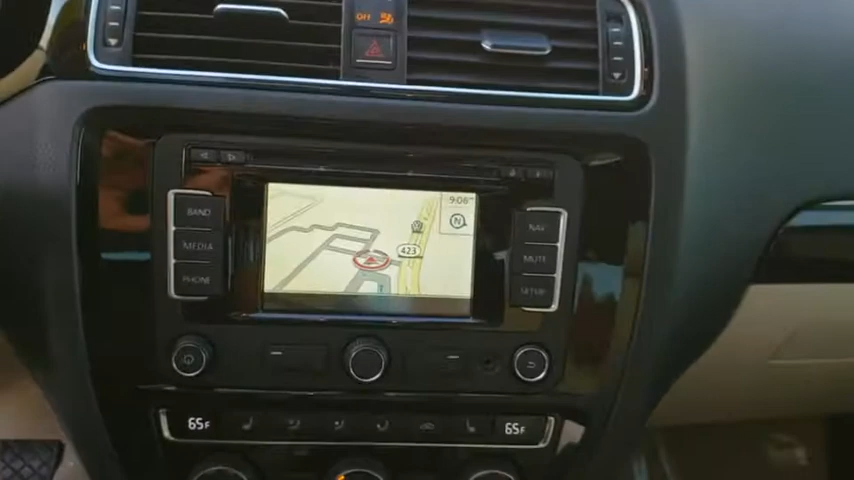 OFF
BAND
MEDIA
PHONE
9:06
N
423
NAV
MUTE
SETUP
65F
65F